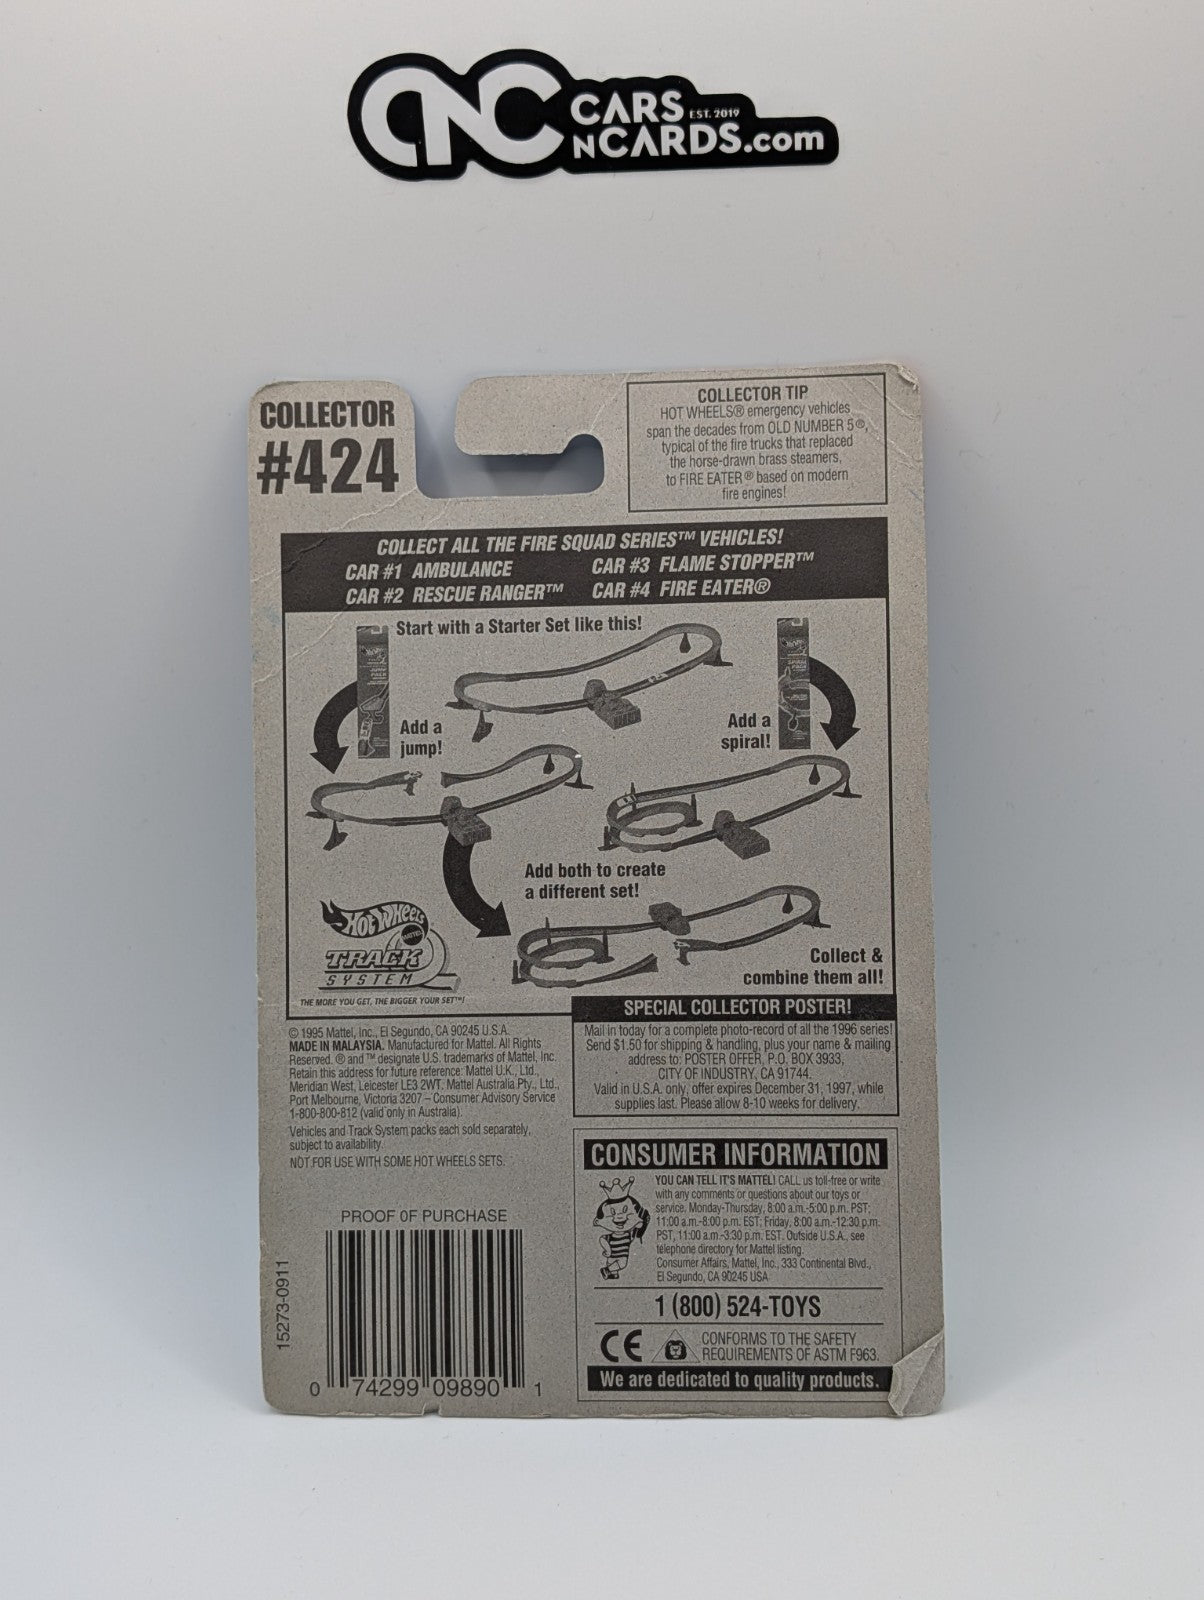 CNC CARS EST. 2019
NCARDS.com
COLLECTOR
#424
COLLECTOR TIP
HOT WHEELS® emergency vehicles
span the decades from OLD NUMBER 5®,
typical of the fire trucks that replaced
the horse-drawn brass steamers,
to FIRE EATER® based on modern
fire engines!
COLLECT ALL THE FIRE SQUAD SERIES™ VEHICLES!
CAR #1 AMBULANCE CAR #3 FLAME STOPPER™
CAR #2 RESCUE RANGER™ CAR #4 FIRE EATER®
Start with a Starter Set like this!
Add a
jump!
Add a
spiral!
Add both to create
a different set!
Collect &
combine them all!
Hot Wheels
MATTEL
TRACK
SYSTEM
THE MORE YOU GET, THE BIGGER YOUR SET™!
SPECIAL COLLECTOR POSTER!
Mail in today for a complete photo-record of all the 1996 series!
Send $1.50 for shipping & handling, plus your name & mailing
address to: POSTER OFFER, P.O. BOX 3933,
CITY OF INDUSTRY, CA 91744.
Valid in U.S.A. only, offer expires December 31, 1997, while
supplies last. Please allow 8-10 weeks for delivery.
© 1995 Mattel, Inc., El Segundo, CA 90245 U.S.A.
MADE IN MALAYSIA. Manufactured for Mattel. All Rights
Reserved. ® and ™ designate U.S. trademarks of Mattel, Inc.
Retain this address for future reference: Mattel U.K., Ltd.,
Meridian West, Leicester LE3 2WT. Mattel Australia Pty., Ltd.,
Port Melbourne, Victoria 3207 – Consumer Advisory Service
1-800-800-812 (valid only in Australia).
Vehicles and Track System packs each sold separately,
subject to availability.
NOT FOR USE WITH SOME HOT WHEELS SETS.
CONSUMER INFORMATION
YOU CAN TELL IT'S MATTEL! CALL us toll-free or write
with any comments or questions about our toys or
service. Monday-Thursday, 8:00 a.m.-5:00 p.m. PST;
11:00 a.m.-8:00 p.m. EST; Friday, 8:00 a.m.-12:30 p.m.
PST, 11:00 a.m.-3:30 p.m. EST. Outside U.S.A., see
telephone directory for Mattel listing.
Consumer Affairs, Mattel, Inc., 333 Continental Blvd.,
El Segundo, CA 90245 USA
1 (800) 524-TOYS
CE
CONFORMS TO THE SAFETY
REQUIREMENTS OF ASTM F963.
We are dedicated to quality products.
PROOF OF PURCHASE
15273-0911
0 74299 09890 1